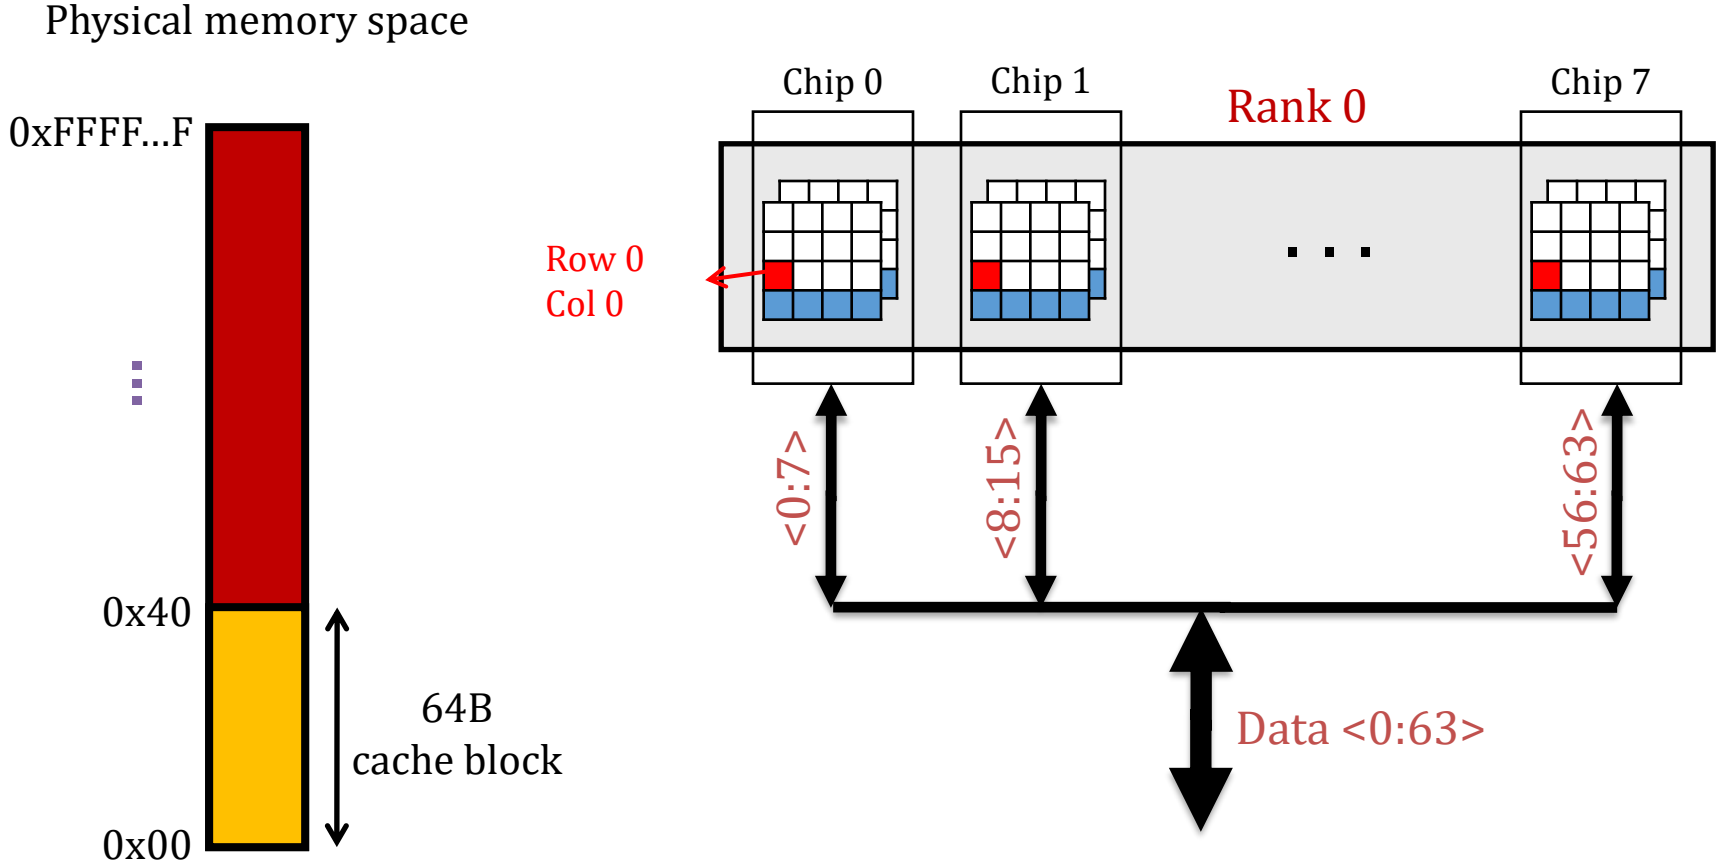 Physical memory space
0xFFFF...F
0x40
64B
cache block
0x00
Chip 0
Chip 1
Rank 0
Chip 7
Row 0
Col 0
. . .
<0:7>
<8:15>
<56:63>
Data <0:63>